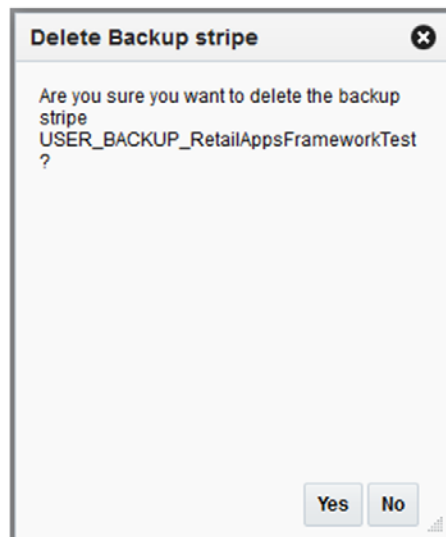 Delete Backup stripe
Are you sure you want to delete the backup
stripe
USER_BACKUP_RetailAppsFrameworkTest
?
Yes No